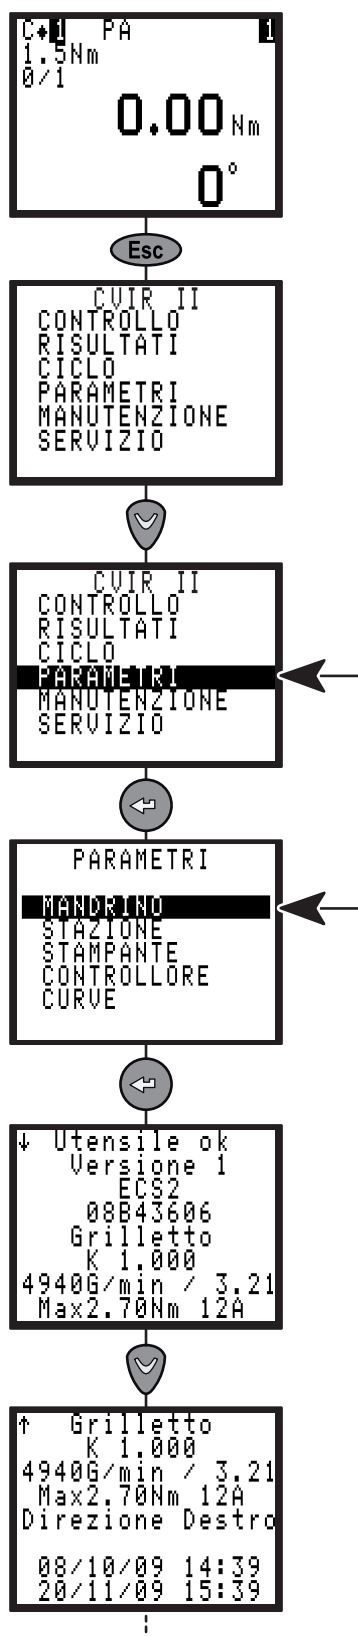 C♦1 PA 1
1.5Nm
0/1
0.00 Nm
0°
Esc
CVIR II
CONTROLLO
RISULTATI
CICLO
PARAMETRI
MANUTENZIONE
SERVIZIO
CVIR II
CONTROLLO
RISULTATI
CICLO
PARAMETRI
MANUTENZIONE
SERVIZIO
PARAMETRI
MANDRINO
STAZIONE
STAMPANTE
CONTROLLORE
CURVE
↓ Utensile ok
Versione 1
ECS2
08B43606
Grilletto
K 1.000
4940G/min / 3.21
Max2.70Nm 12A
↑ Grilletto
K 1.000
4940G/min / 3.21
Max2.70Nm 12A
Direzione Destro
08/10/09 14:39
20/11/09 15:39